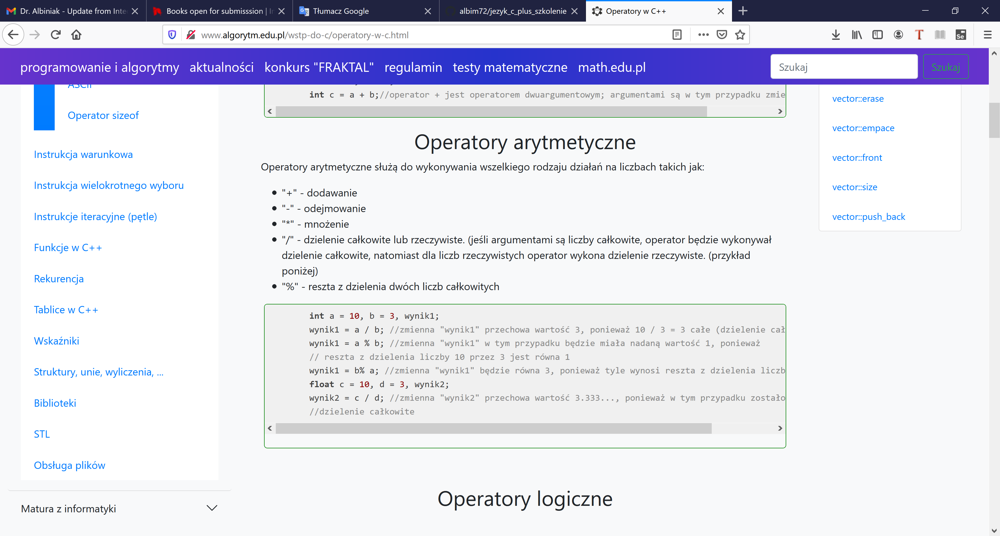 Dr. Albiniak - Update from Inte
Books open for submisssion | Ir
Tłumacz Google
albim72/jezyk_c_plus_szkolenie
Operatory w C++
www.algorytm.edu.pl/wstp-do-c/operatory-w-c.html
programowanie i algorytmy aktualności konkurs "FRAKTAL" regulamin testy matematyczne math.edu.pl
Szukaj
Szukaj
ASCII
Operator sizeof
Instrukcja warunkowa
Instrukcja wielokrotnego wyboru
Instrukcje iteracyjne (pętle)
Funkcje w C++
Rekurencja
Tablice w C++
Wskaźniki
Struktury, unie, wyliczenia, ...
Biblioteki
STL
Obsługa plików
Matura z informatyki
int c = a + b;//operator + jest operatorem dwuargumentowym; argumentami są w tym przypadku zmie
Operatory arytmetyczne
Operatory arytmetyczne służą do wykonywania wszelkiego rodzaju działań na liczbach takich jak:
"+" - dodawanie
"-" - odejmowanie
"*" - mnożenie
"/" - dzielenie całkowite lub rzeczywiste. (jeśli argumentami są liczby całkowite, operator będzie wykonywał
dzielenie całkowite, natomiast dla liczb rzeczywistych operator wykona dzielenie rzeczywiste. (przykład
poniżej)
"%" - reszta z dzielenia dwóch liczb całkowitych
int a = 10, b = 3, wynik1;
wynik1 = a / b; //zmienna "wynik1" przechowa wartość 3, ponieważ 10 / 3 = 3 całe (dzielenie cał
wynik1 = a % b; //zmienna "wynik1" w tym przypadku będzie miała nadaną wartość 1, ponieważ
// reszta z dzielenia liczby 10 przez 3 jest równa 1
wynik1 = b% a; //zmienna "wynik1" będzie równa 3, ponieważ tyle wynosi reszta z dzielenia liczb
float c = 10, d = 3, wynik2;
wynik2 = c / d; //zmienna "wynik2" przechowa wartość 3.333..., ponieważ w tym przypadku zostało
//dzielenie całkowite
Operatory logiczne
vector::erase
vector::empace
vector::front
vector::size
vector::push_back